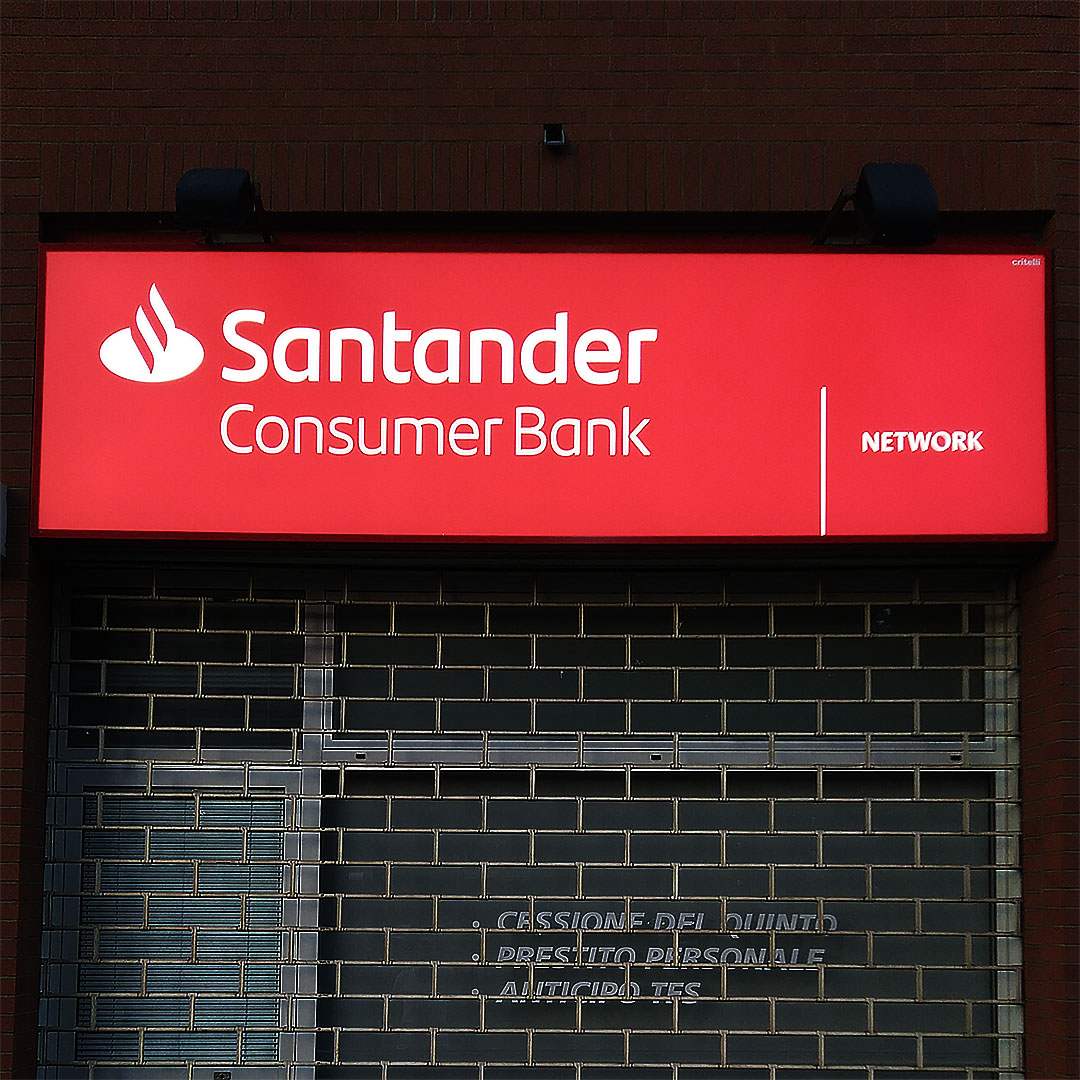 critelli
Santander
Consumer Bank
NETWORK
• CESSIONE DEL QUINTO
• PRESTITO PERSONALE
• ANTICIPO TFS